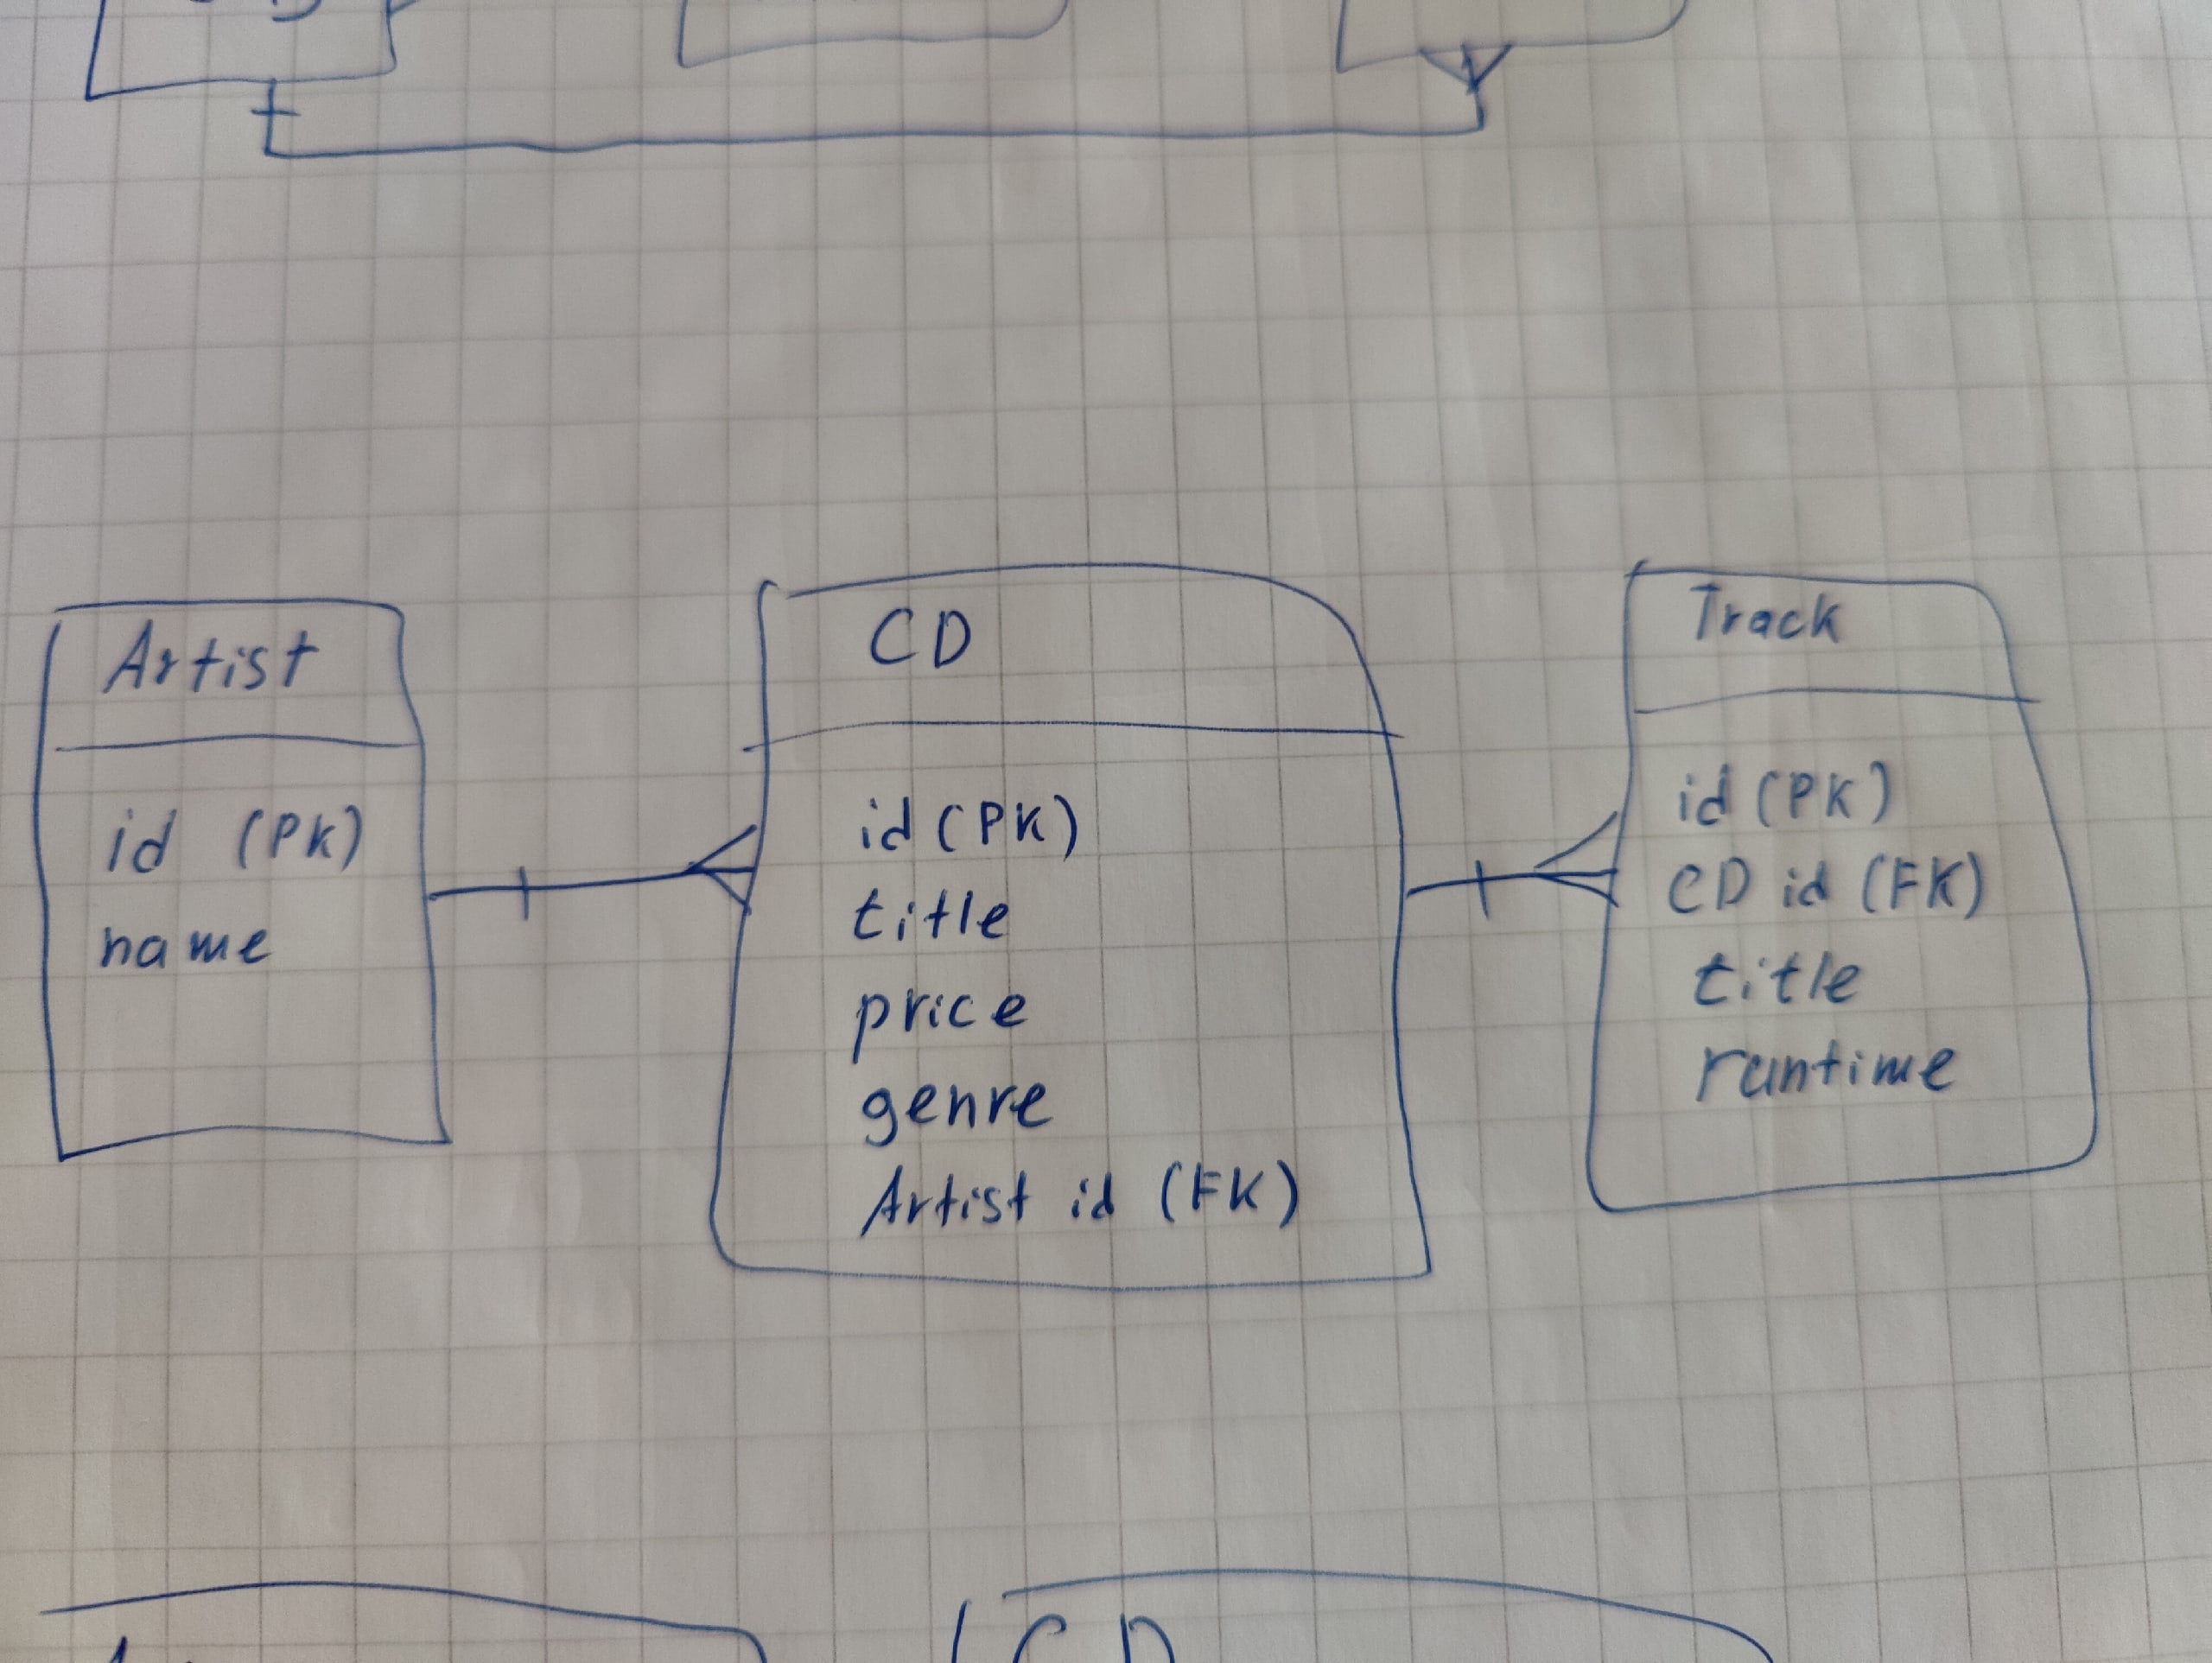 Artist
id (PK)
name
CD
id (PK)
title
price
genre
Artist id (FK)
Track
id (PK)
CD id (FK)
title
runtime
CD